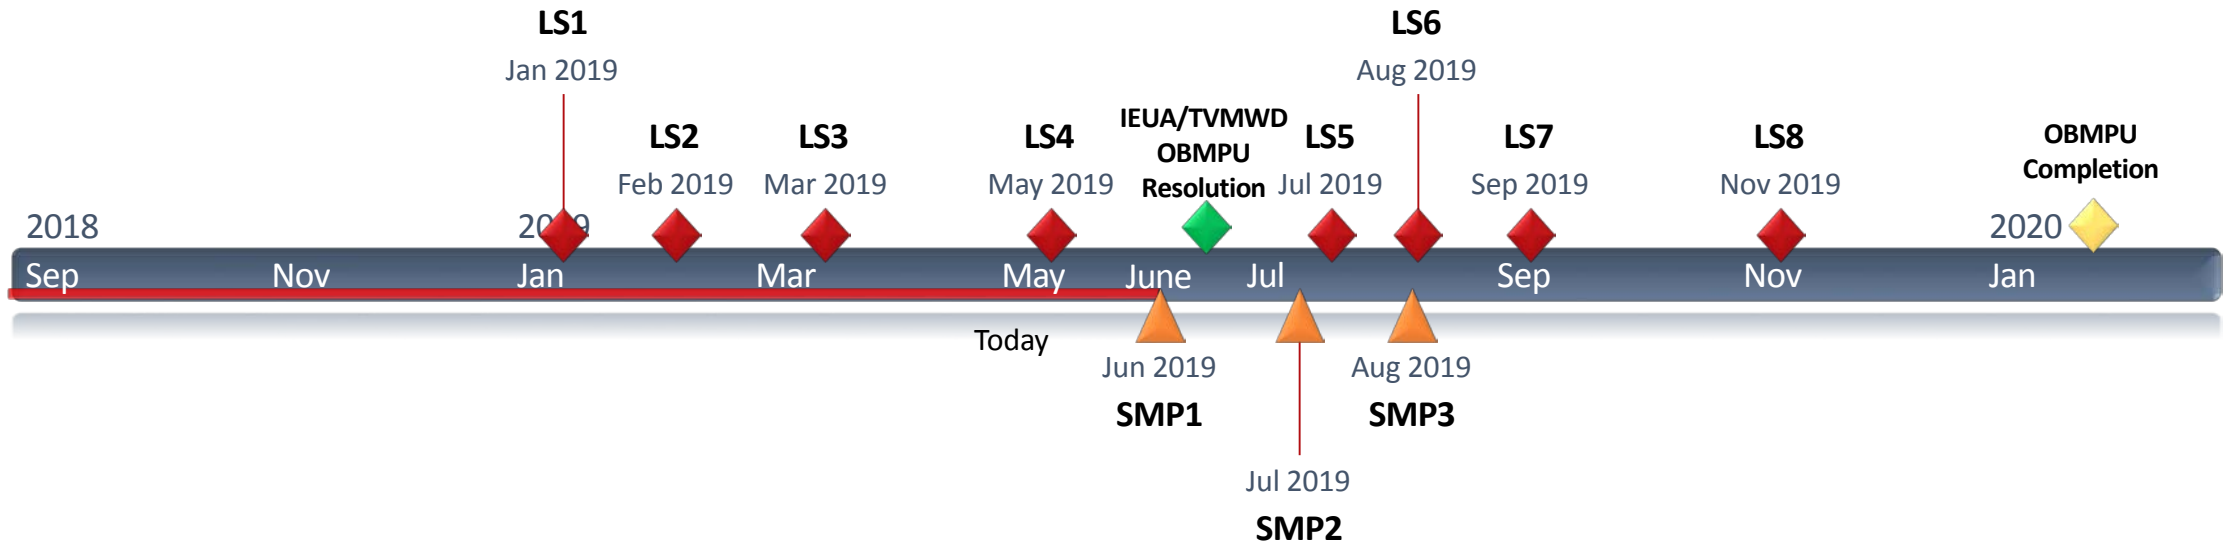 LS1
Jan 2019
LS6
Aug 2019
LS2
Feb 2019
LS3
Mar 2019
LS4
May 2019
IEUA/TVMWD
OBMPU
Resolution
LS5
Jul 2019
LS7
Sep 2019
LS8
Nov 2019
OBMPU
Completion
2018
2019
2020
Sep
Nov
Jan
Mar
May
June
Jul
Sep
Nov
Jan
Today
Jun 2019
SMP1
Aug 2019
SMP3
Jul 2019
SMP2